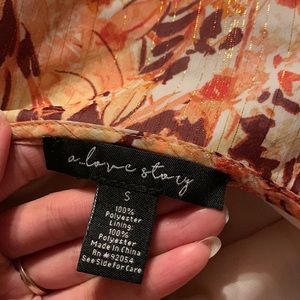 a love story
S
100%
Polyester
Lining:
100%
Polyester
Made In China
Rn #92054
See Side for Care